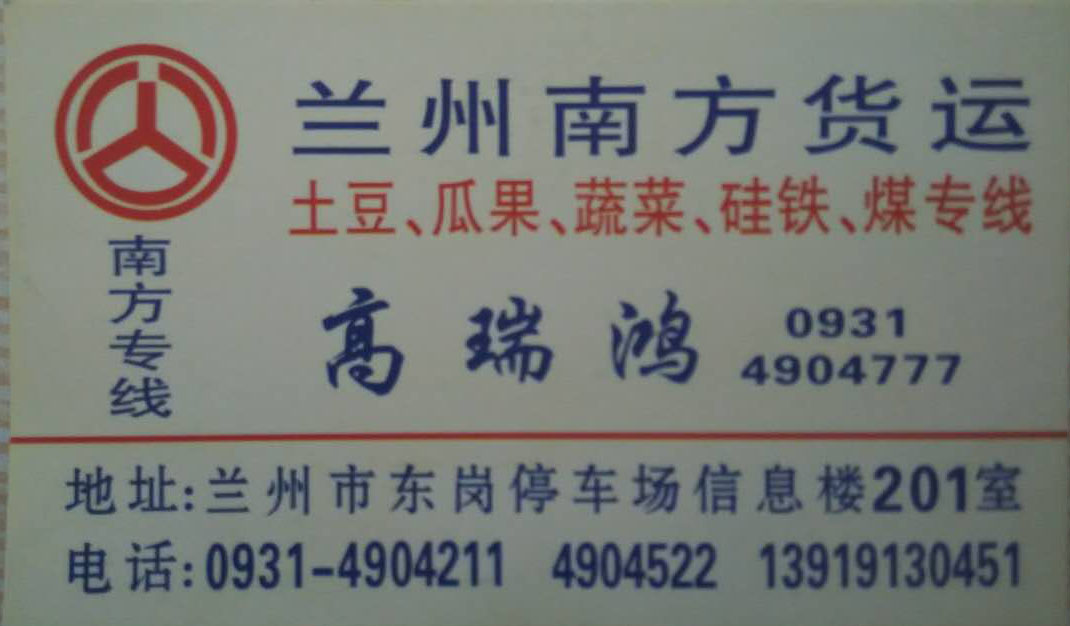 兰州南方货运
土豆、瓜果、蔬菜、硅铁、煤专线
南方专线
高瑞鸿
0931
4904777
地址:兰州市东岗停车场信息楼201室
电话:0931-4904211 4904522 13919130451